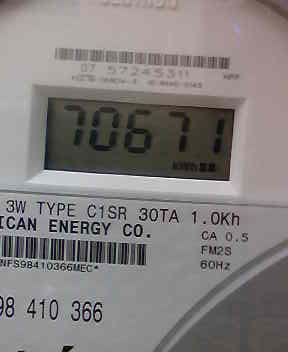 07 57245311
70671
kWh
3W TYPE C1SR 30TA 1.0Kh
ICAN ENERGY CO.
CA 0.5
FM2S
60Hz
NFS98410366MEC*
98 410 366